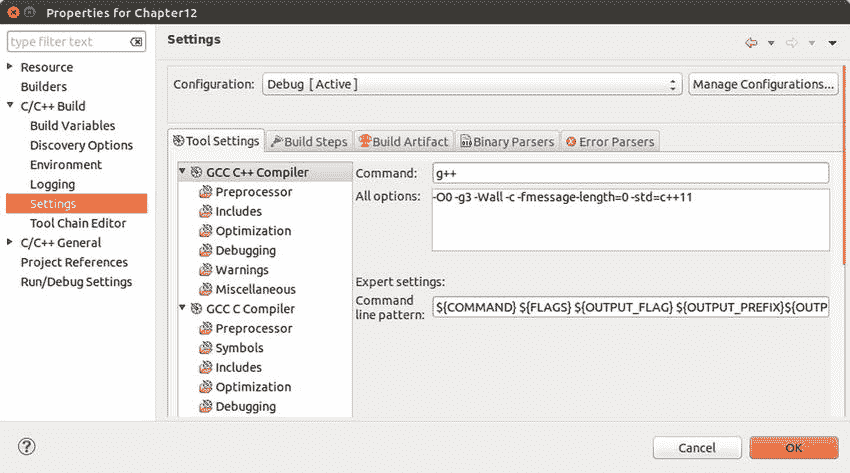 Properties for Chapter12
type filter text
Resource
Builders
C/C++ Build
Build Variables
Discovery Options
Environment
Logging
Settings
Tool Chain Editor
C/C++ General
Project References
Run/Debug Settings
Settings
Configuration:
Debug [Active]
Manage Configurations...
Tool Settings
Build Steps
Build Artifact
Binary Parsers
Error Parsers
GCC C++ Compiler
Preprocessor
Includes
Optimization
Debugging
Warnings
Miscellaneous
GCC C Compiler
Preprocessor
Symbols
Includes
Optimization
Debugging
Command:
g++
All options:
-O0 -g3 -Wall -c -fmessage-length=0 -std=c++11
Expert settings:
Command
line pattern:
${COMMAND} ${FLAGS} ${OUTPUT_FLAG} ${OUTPUT_PREFIX}${OUTP
Cancel
OK